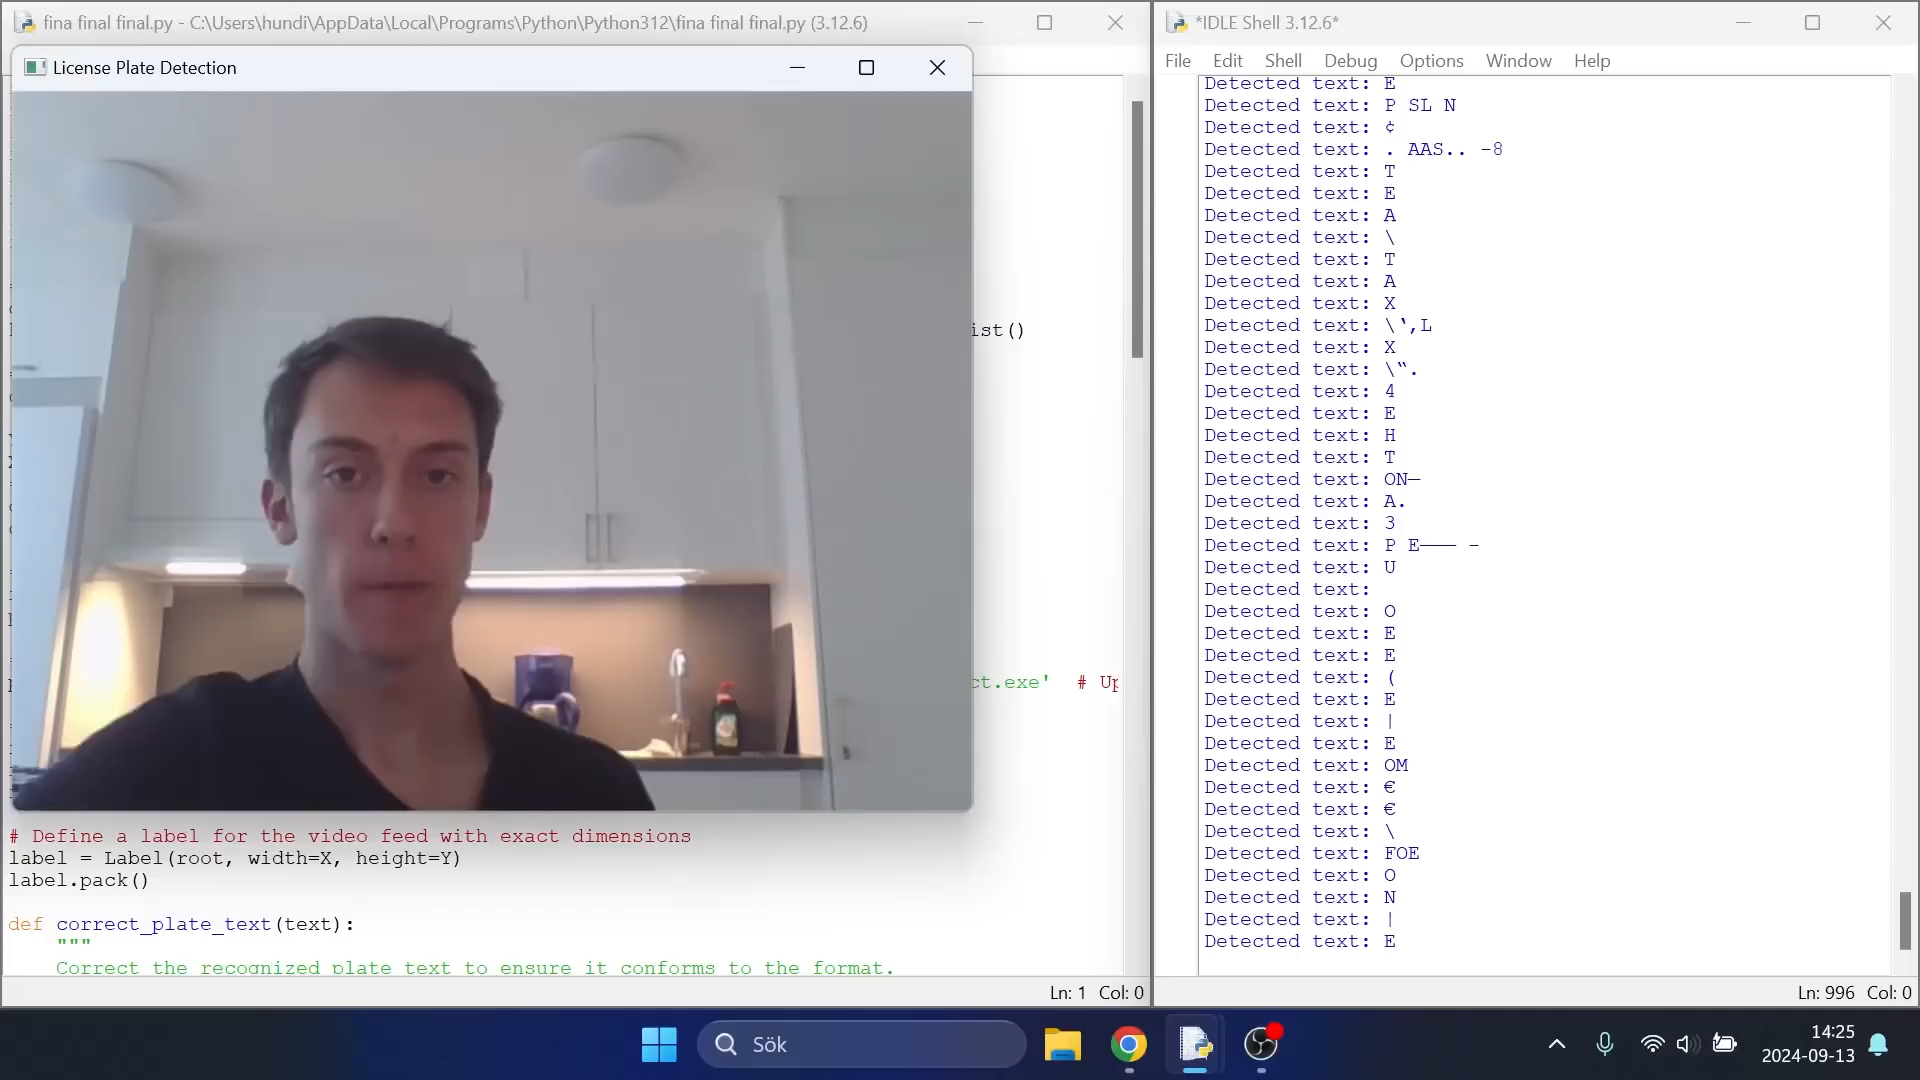 fina final final.py - C:\Users\hundi\AppData\Local\Programs\Python\Python312\fina final final.py (3.12.6)
License Plate Detection
ist()
ct.exe'  # Up
# Define a label for the video feed with exact dimensions
label = Label(root, width=X, height=Y)
label.pack()
def correct_plate_text(text):
"""
Correct the recognized plate text to ensure it conforms to the format.
Ln: 1 Col: 0
*IDLE Shell 3.12.6*
File Edit Shell Debug Options Window Help
Detected text: E
Detected text: P SL N
Detected text: ¢
Detected text: . AAS.. -8
Detected text: T
Detected text: E
Detected text: A
Detected text: \
Detected text: T
Detected text: A
Detected text: X
Detected text: \‘,L
Detected text: X
Detected text: \“.
Detected text: 4
Detected text: E
Detected text: H
Detected text: T
Detected text: ON—
Detected text: A.
Detected text: 3
Detected text: P E—–— -
Detected text: U
Detected text:
Detected text: O
Detected text: E
Detected text: E
Detected text: (
Detected text: E
Detected text: |
Detected text: E
Detected text: OM
Detected text: €
Detected text: €
Detected text: \
Detected text: FOE
Detected text: O
Detected text: N
Detected text: |
Detected text: E
Ln: 996 Col: 0
Sök
14:25
2024-09-13